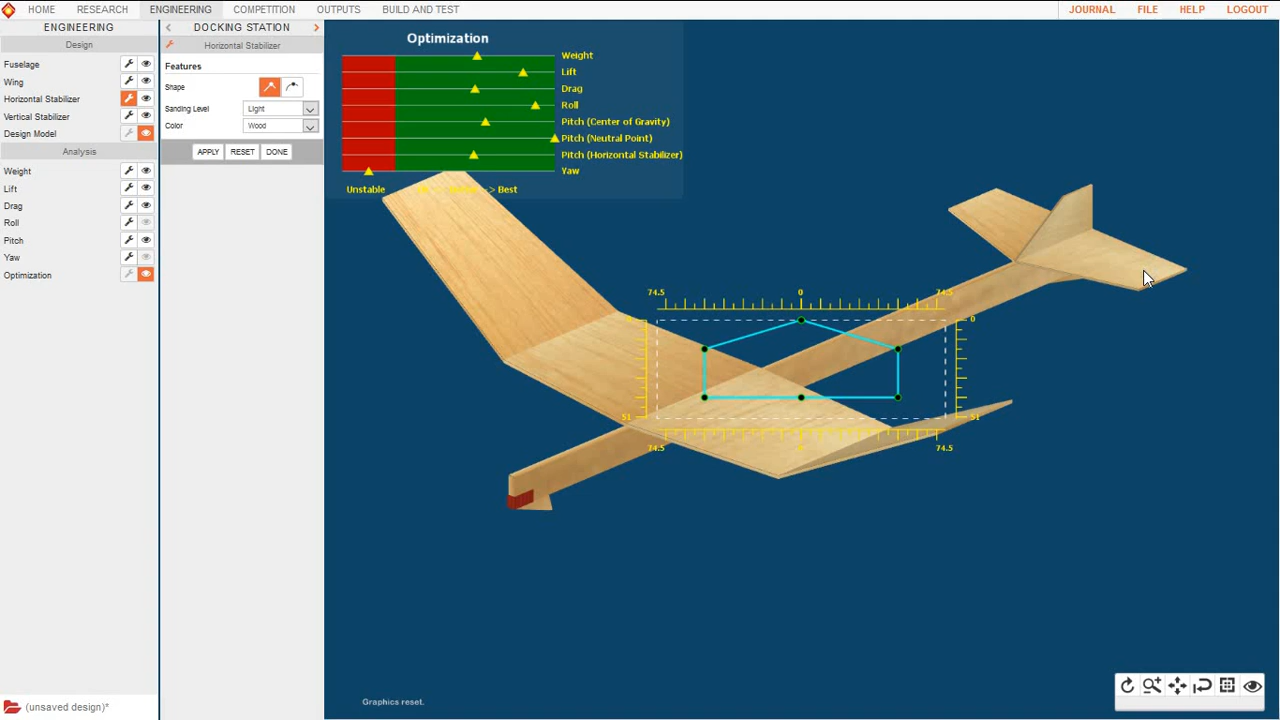 HOME RESEARCH ENGINEERING COMPETITION OUTPUTS BUILD AND TEST JOURNAL FILE HELP LOGOUT
ENGINEERING
Design
Fuselage
Wing
Horizontal Stabilizer
Vertical Stabilizer
Design Model
Analysis
Weight
Lift
Drag
Roll
Pitch
Yaw
Optimization
(unsaved design)*
DOCKING STATION
Horizontal Stabilizer
Features
Shape
Sanding Level Light
Color Wood
APPLY RESET DONE
Optimization
Weight
Lift
Drag
Roll
Pitch (Center of Gravity)
Pitch (Neutral Point)
Pitch (Horizontal Stabilizer)
Yaw
Unstable -> Best
74.5 0 74.5
0
51 51
74.5 74.5
Graphics reset.